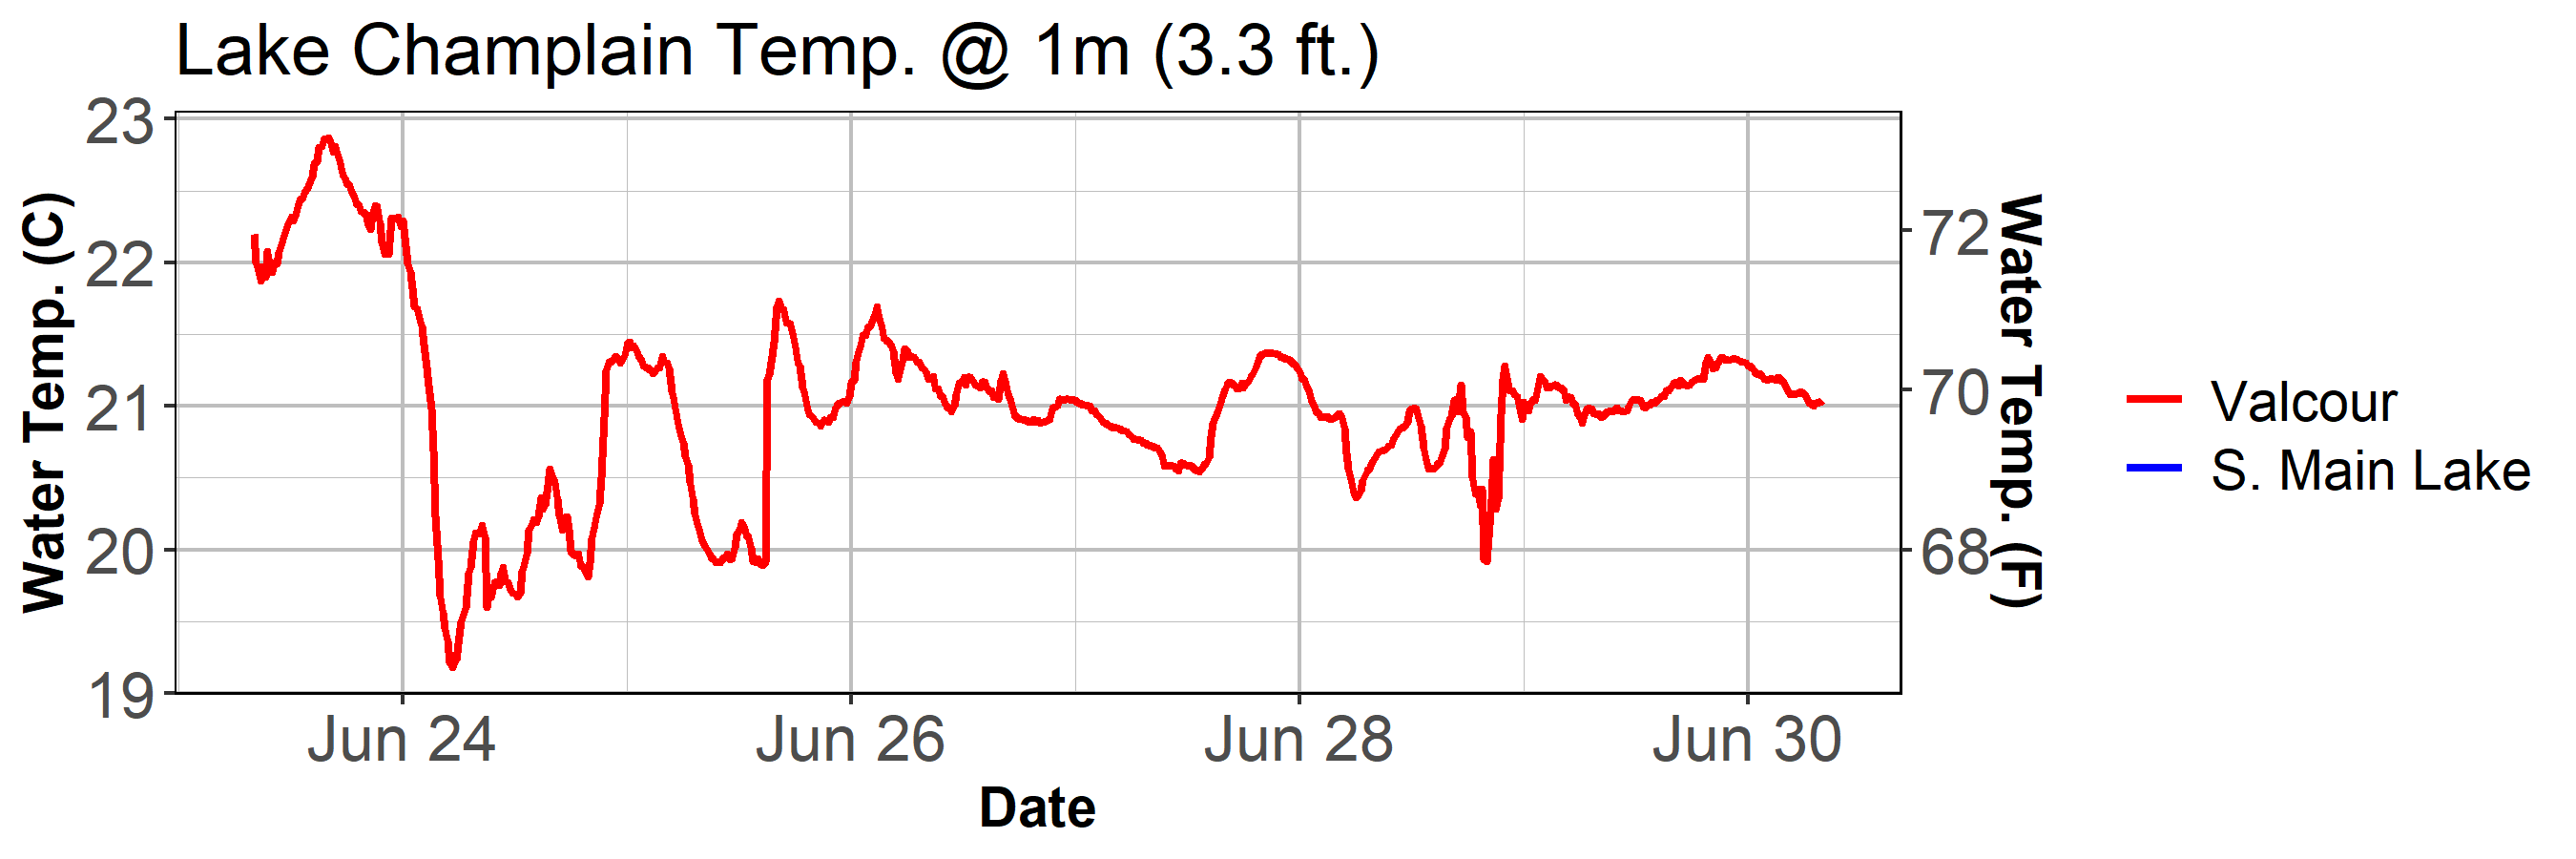 Lake Champlain Temp. @ 1m (3.3 ft.)
Water Temp. (C)
23
22
21
20
19
72
70
68
Water Temp. (F)
Jun 24
Jun 26
Jun 28
Jun 30
Date
Valcour
S. Main Lake